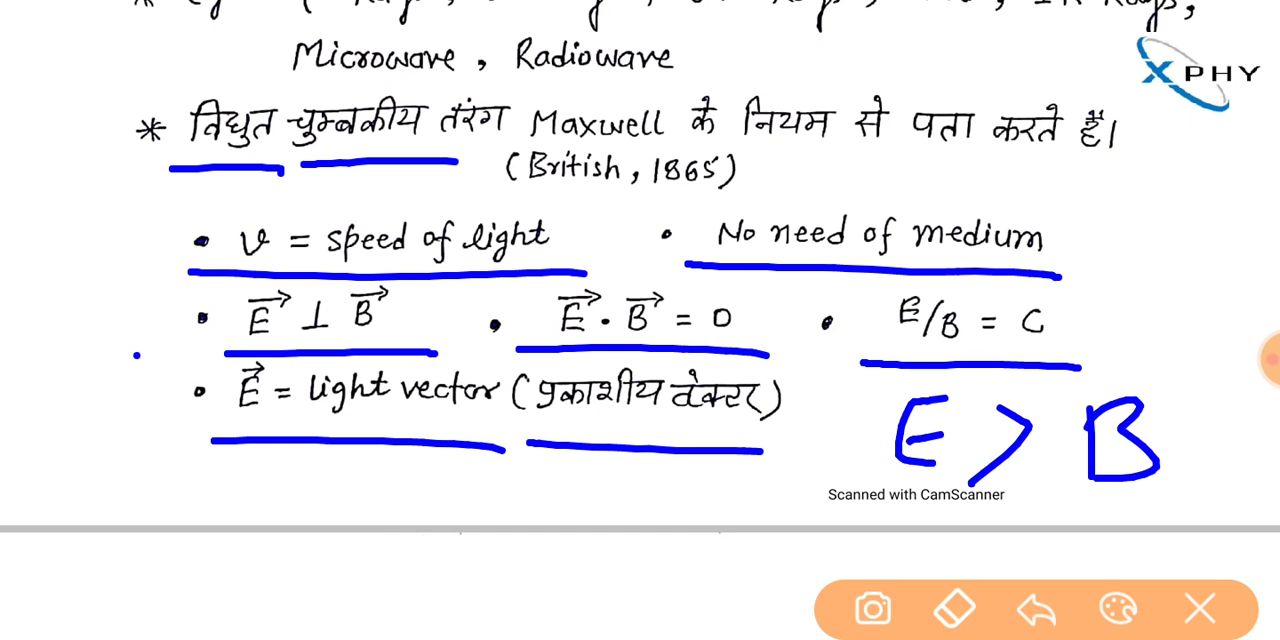 Microwave, Radiowave
XPHY
* विधुत चुम्बकीय तरंग Maxwell के नियम से पता करते हैं।
(British, 1865)
• v = speed of light • No need of medium
• E⃗ ⊥ B⃗ • E⃗ · B⃗ = 0 • E/B = C
• E⃗ = light vector (प्रकाशीय वेक्टर)
E > B
Scanned with CamScanner